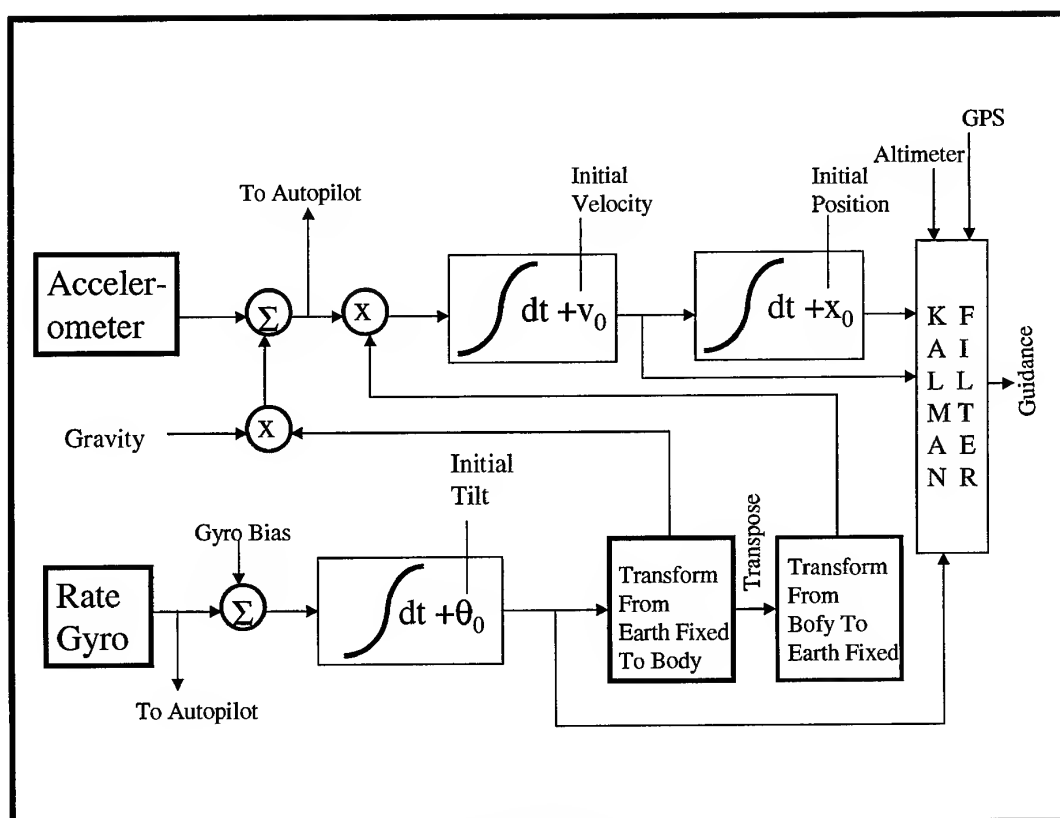 GPS
Altimeter
To Autopilot
Initial
Velocity
Initial
Position
Acceler-
ometer
Σ
x
∫ dt +v₀
∫ dt +x₀
KALMAN
FILTER
Guidance
Gravity
x
Initial
Tilt
Gyro Bias
Rate
Gyro
Σ
∫ dt +θ₀
Transform
From
Earth Fixed
To Body
Transpose
Transform
From
Bofy To
Earth Fixed
To Autopilot